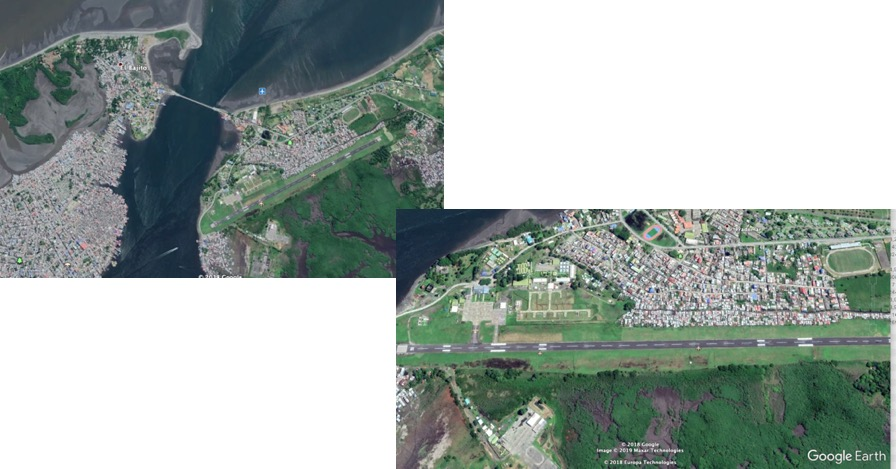 El Bajito
© 2018 Google
© 2018 Google
Image © 2019 Maxar Technologies
© 2018 Europa Technologies
Google Earth